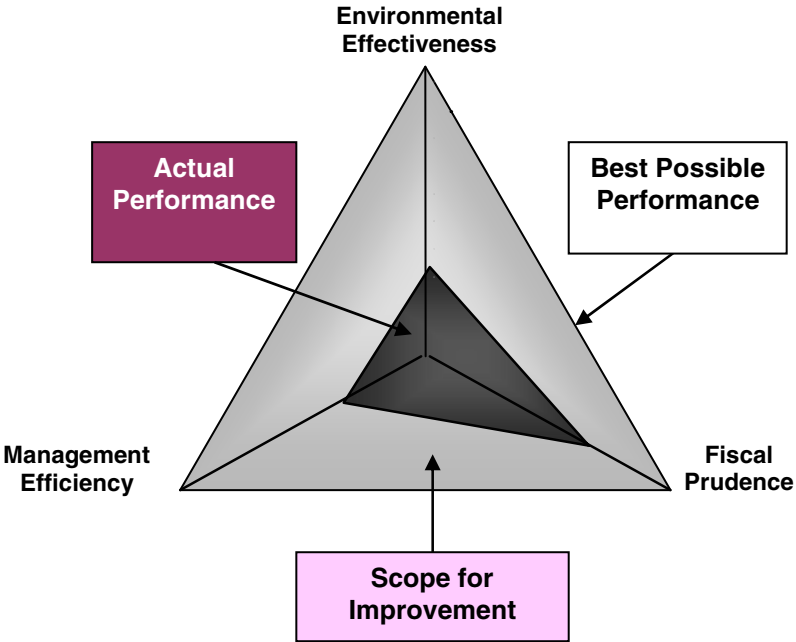 Environmental
Effectiveness
Actual
Performance
Best Possible
Performance
Management
Efficiency
Fiscal
Prudence
Scope for
Improvement